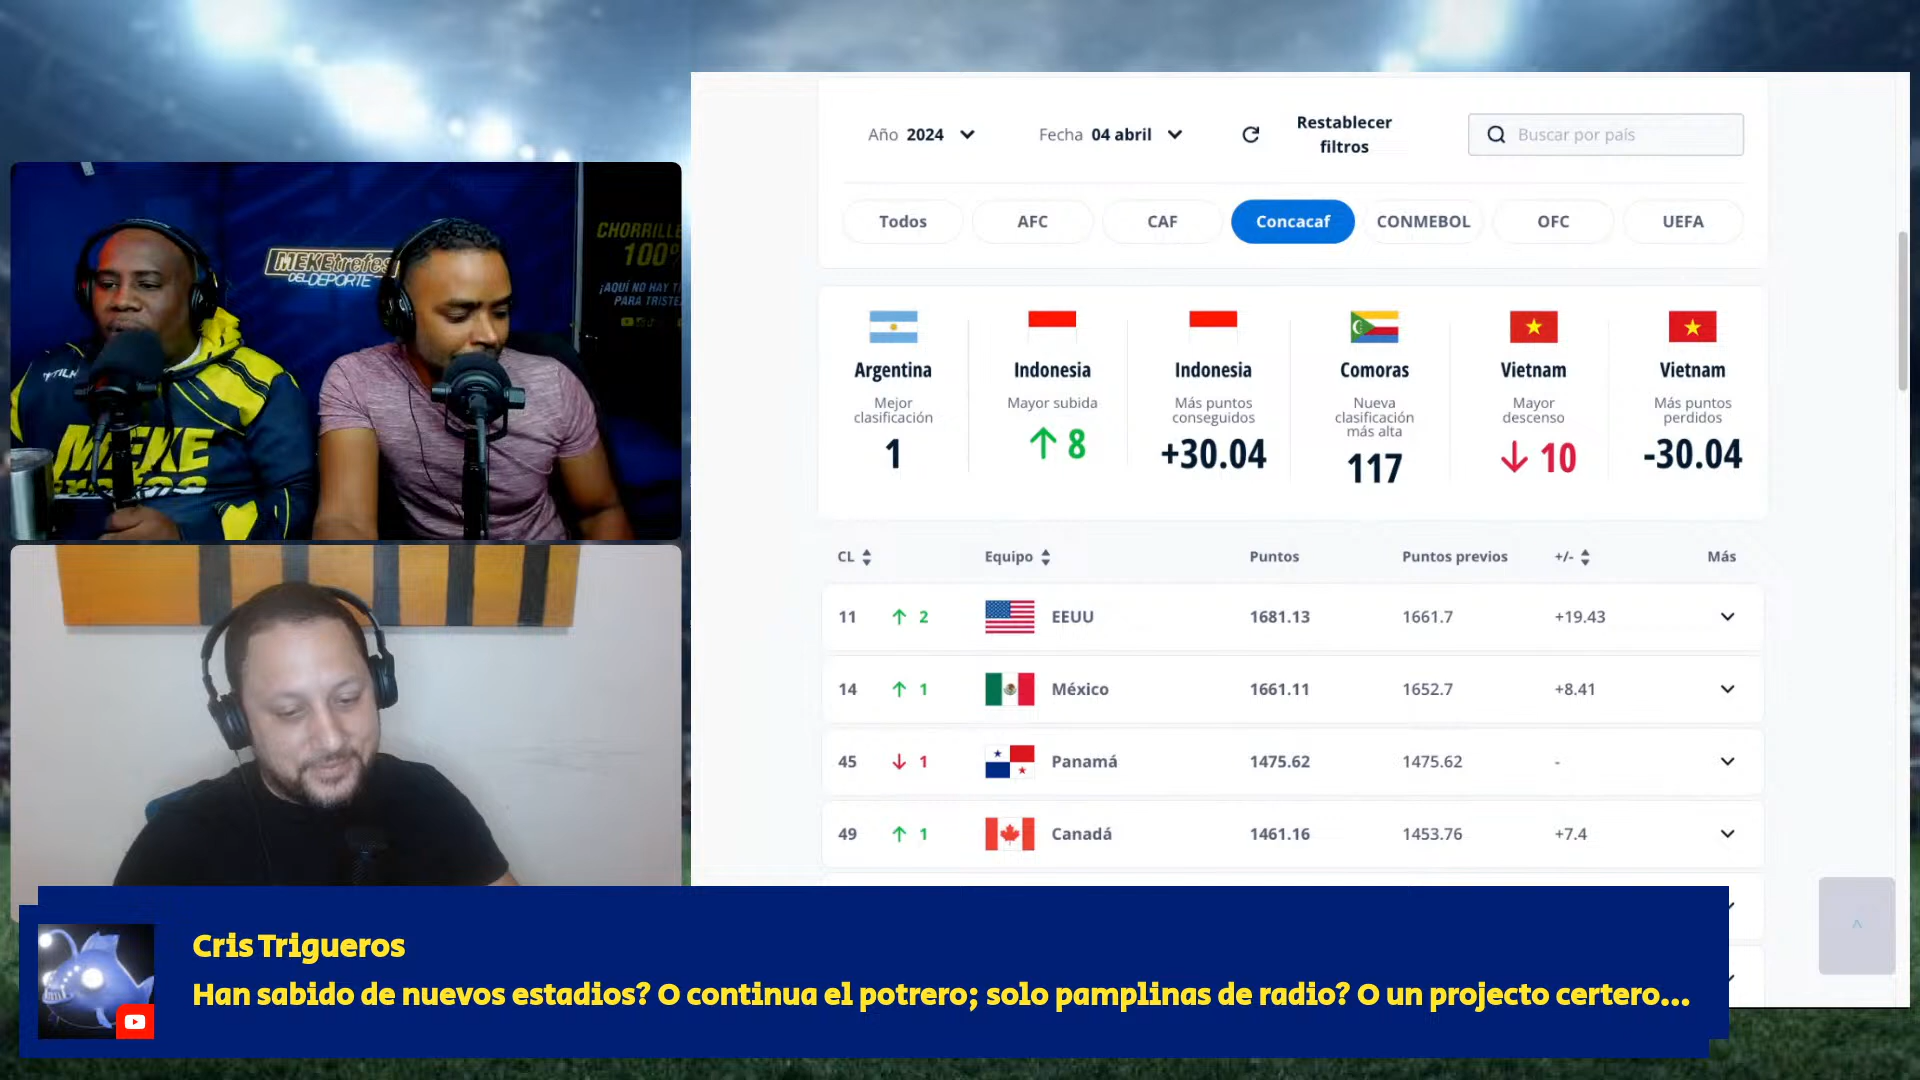 Año 2024
Fecha 04 abril
Restablecer
filtros
Buscar por país
Todos
AFC
CAF
Concacaf
CONMEBOL
OFC
UEFA
Argentina
Mejor
clasificación
1
Indonesia
Mayor subida
↑ 8
Indonesia
Más puntos
conseguidos
+30.04
Comoras
Nueva
clasificación
más alta
117
Vietnam
Mayor
descenso
↓ 10
Vietnam
Más puntos
perdidos
-30.04
CL Equipo Puntos Puntos previos +/- Más
11 ↑ 2 EEUU 1681.13 1661.7 +19.43
14 ↑ 1 México 1661.11 1652.7 +8.41
45 ↓ 1 Panamá 1475.62 1475.62 -
49 ↑ 1 Canadá 1461.16 1453.76 +7.4
MEKEtrefes
DEL DEPORTE
CHORRILLE
100%
¡AQUÍ NO HAY T
PARA TRISTE
MEKE
Cris Trigueros
Han sabido de nuevos estadios? O continua el potrero; solo pamplinas de radio? O un projecto certero...